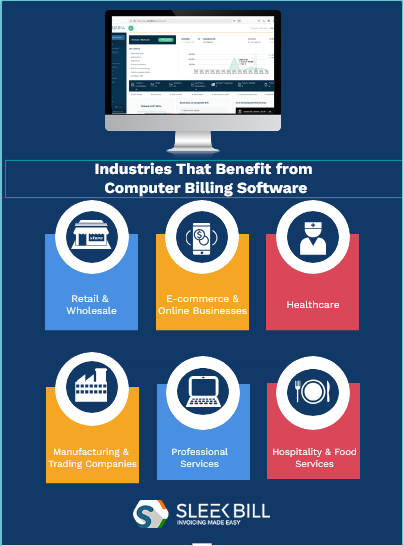 Industries That Benefit from
Computer Billing Software
store
Retail &
Wholesale
E-commerce &
Online Businesses
Healthcare
Manufacturing &
Trading Companies
Professional
Services
Hospitality & Food
Services
SLEEK BILL
INVOICING MADE EASY